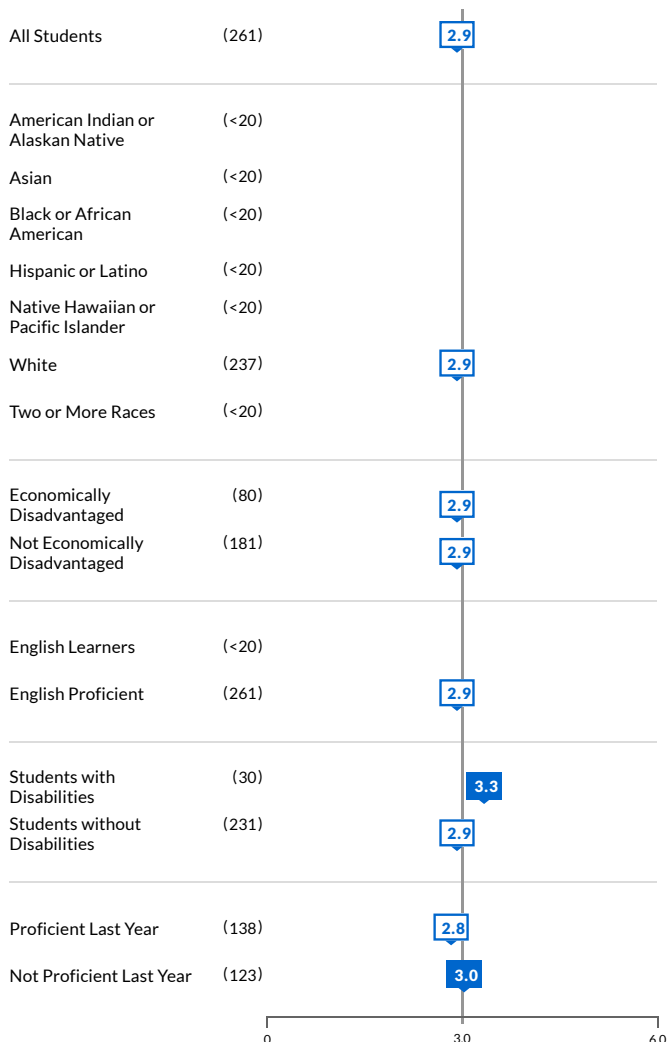 All Students (261) 2.9
American Indian or (<20)
Alaskan Native
Asian (<20)
Black or African (<20)
American
Hispanic or Latino (<20)
Native Hawaiian or (<20)
Pacific Islander
White (237) 2.9
Two or More Races (<20)
Economically (80) 2.9
Disadvantaged
Not Economically (181) 2.9
Disadvantaged
English Learners (<20)
English Proficient (261) 2.9
Students with (30) 3.3
Disabilities
Students without (231) 2.9
Disabilities
Proficient Last Year (138) 2.8
Not Proficient Last Year (123) 3.0
0 3.0 6.0